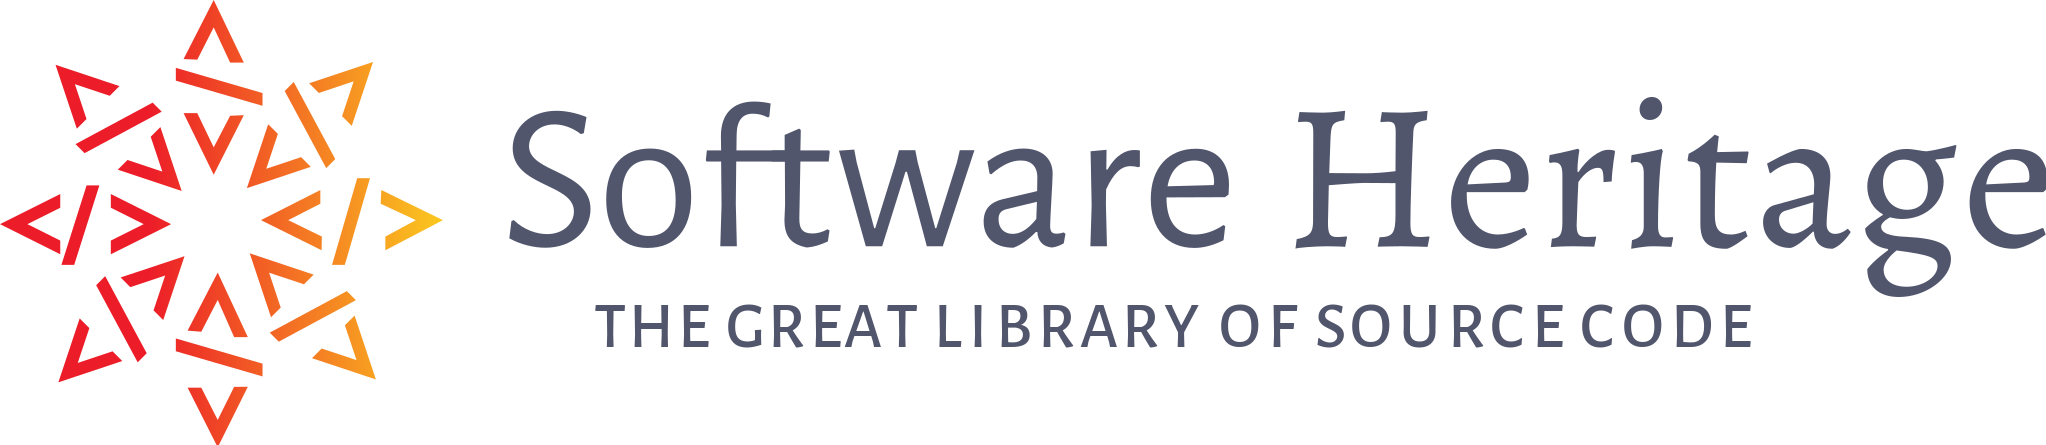 Software Heritage
THE GREAT LIBRARY OF SOURCE CODE